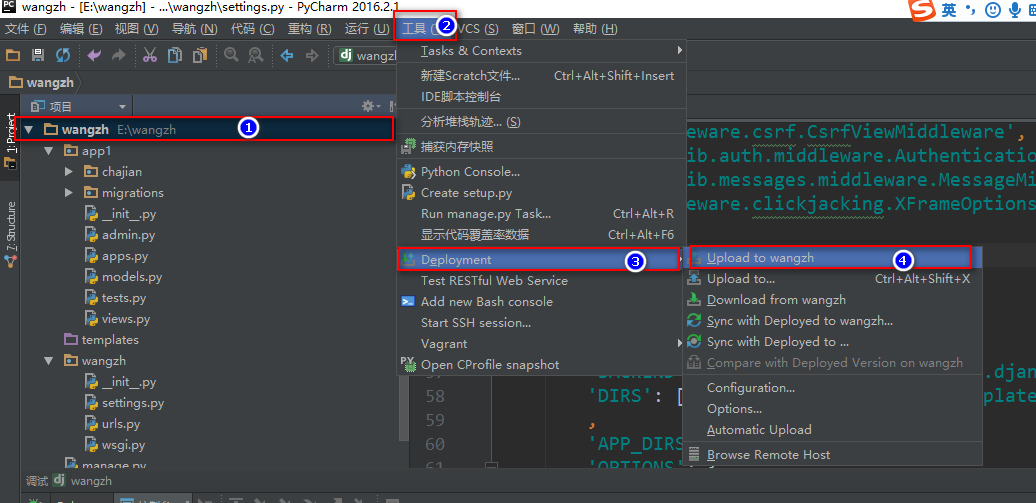 wangzh - [E:\wangzh] - ...\wangzh\settings.py - PyCharm 2016.2.1
英
文件 (F) 编辑 (E) 视图 (V) 导航 (N) 代码 (C) 重构 (R) 运行 (U) 工具 ( 2 VCS (S) 窗口 (W) 帮助 (H)
wangzh
wangzh
项目
1: Project
7: Structure
wangzh E:\wangzh 1
app1
chajian
migrations
__init__.py
admin.py
apps.py
models.py
tests.py
views.py
templates
wangzh
__init__.py
settings.py
urls.py
wsgi.py
manage.py
Tasks & Contexts
新建Scratch文件... Ctrl+Alt+Shift+Insert
IDE脚本控制台
分析堆栈轨迹... (S)
捕获内存快照
Python Console...
Create setup.py
Run manage.py Task... Ctrl+Alt+R
显示代码覆盖率数据 Ctrl+Alt+F6
Deployment 3
Test RESTful Web Service
Add new Bash console
Start SSH session...
Vagrant
Open CProfile snapshot
Upload to wangzh 4
Upload to... Ctrl+Alt+Shift+X
Download from wangzh
Sync with Deployed to wangzh...
Sync with Deployed to ...
Compare with Deployed Version on wangzh
Configuration...
Options...
Automatic Upload
Browse Remote Host
eware.csrf.CsrfViewMiddleware',
ib.auth.middleware.Authenticatio
ib.messages.middleware.MessageMi
eware.clickjacking.XFrameOptions
.djan
58 'DIRS': [ plate
59 ,
60 'APP_DIRS
61 'OPTIONS'
调试 wangzh